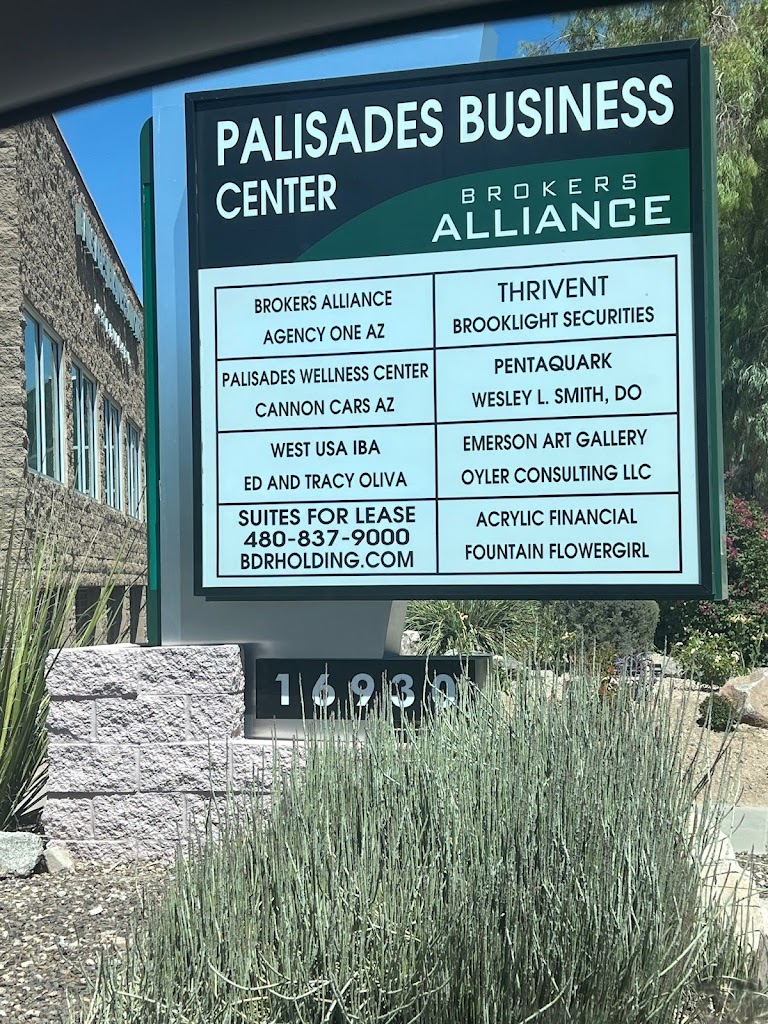 PALISADES BUSINESS
CENTER
BROKERS
ALLIANCE
BROKERS ALLIANCE
AGENCY ONE AZ
THRIVENT
BROOKLIGHT SECURITIES
PALISADES WELLNESS CENTER
CANNON CARS AZ
PENTAQUARK
WESLEY L. SMITH, DO
WEST USA IBA
ED AND TRACY OLIVA
EMERSON ART GALLERY
OYLER CONSULTING LLC
SUITES FOR LEASE
480-837-9000
BDRHOLDING.COM
ACRYLIC FINANCIAL
FOUNTAIN FLOWERGIRL
16930